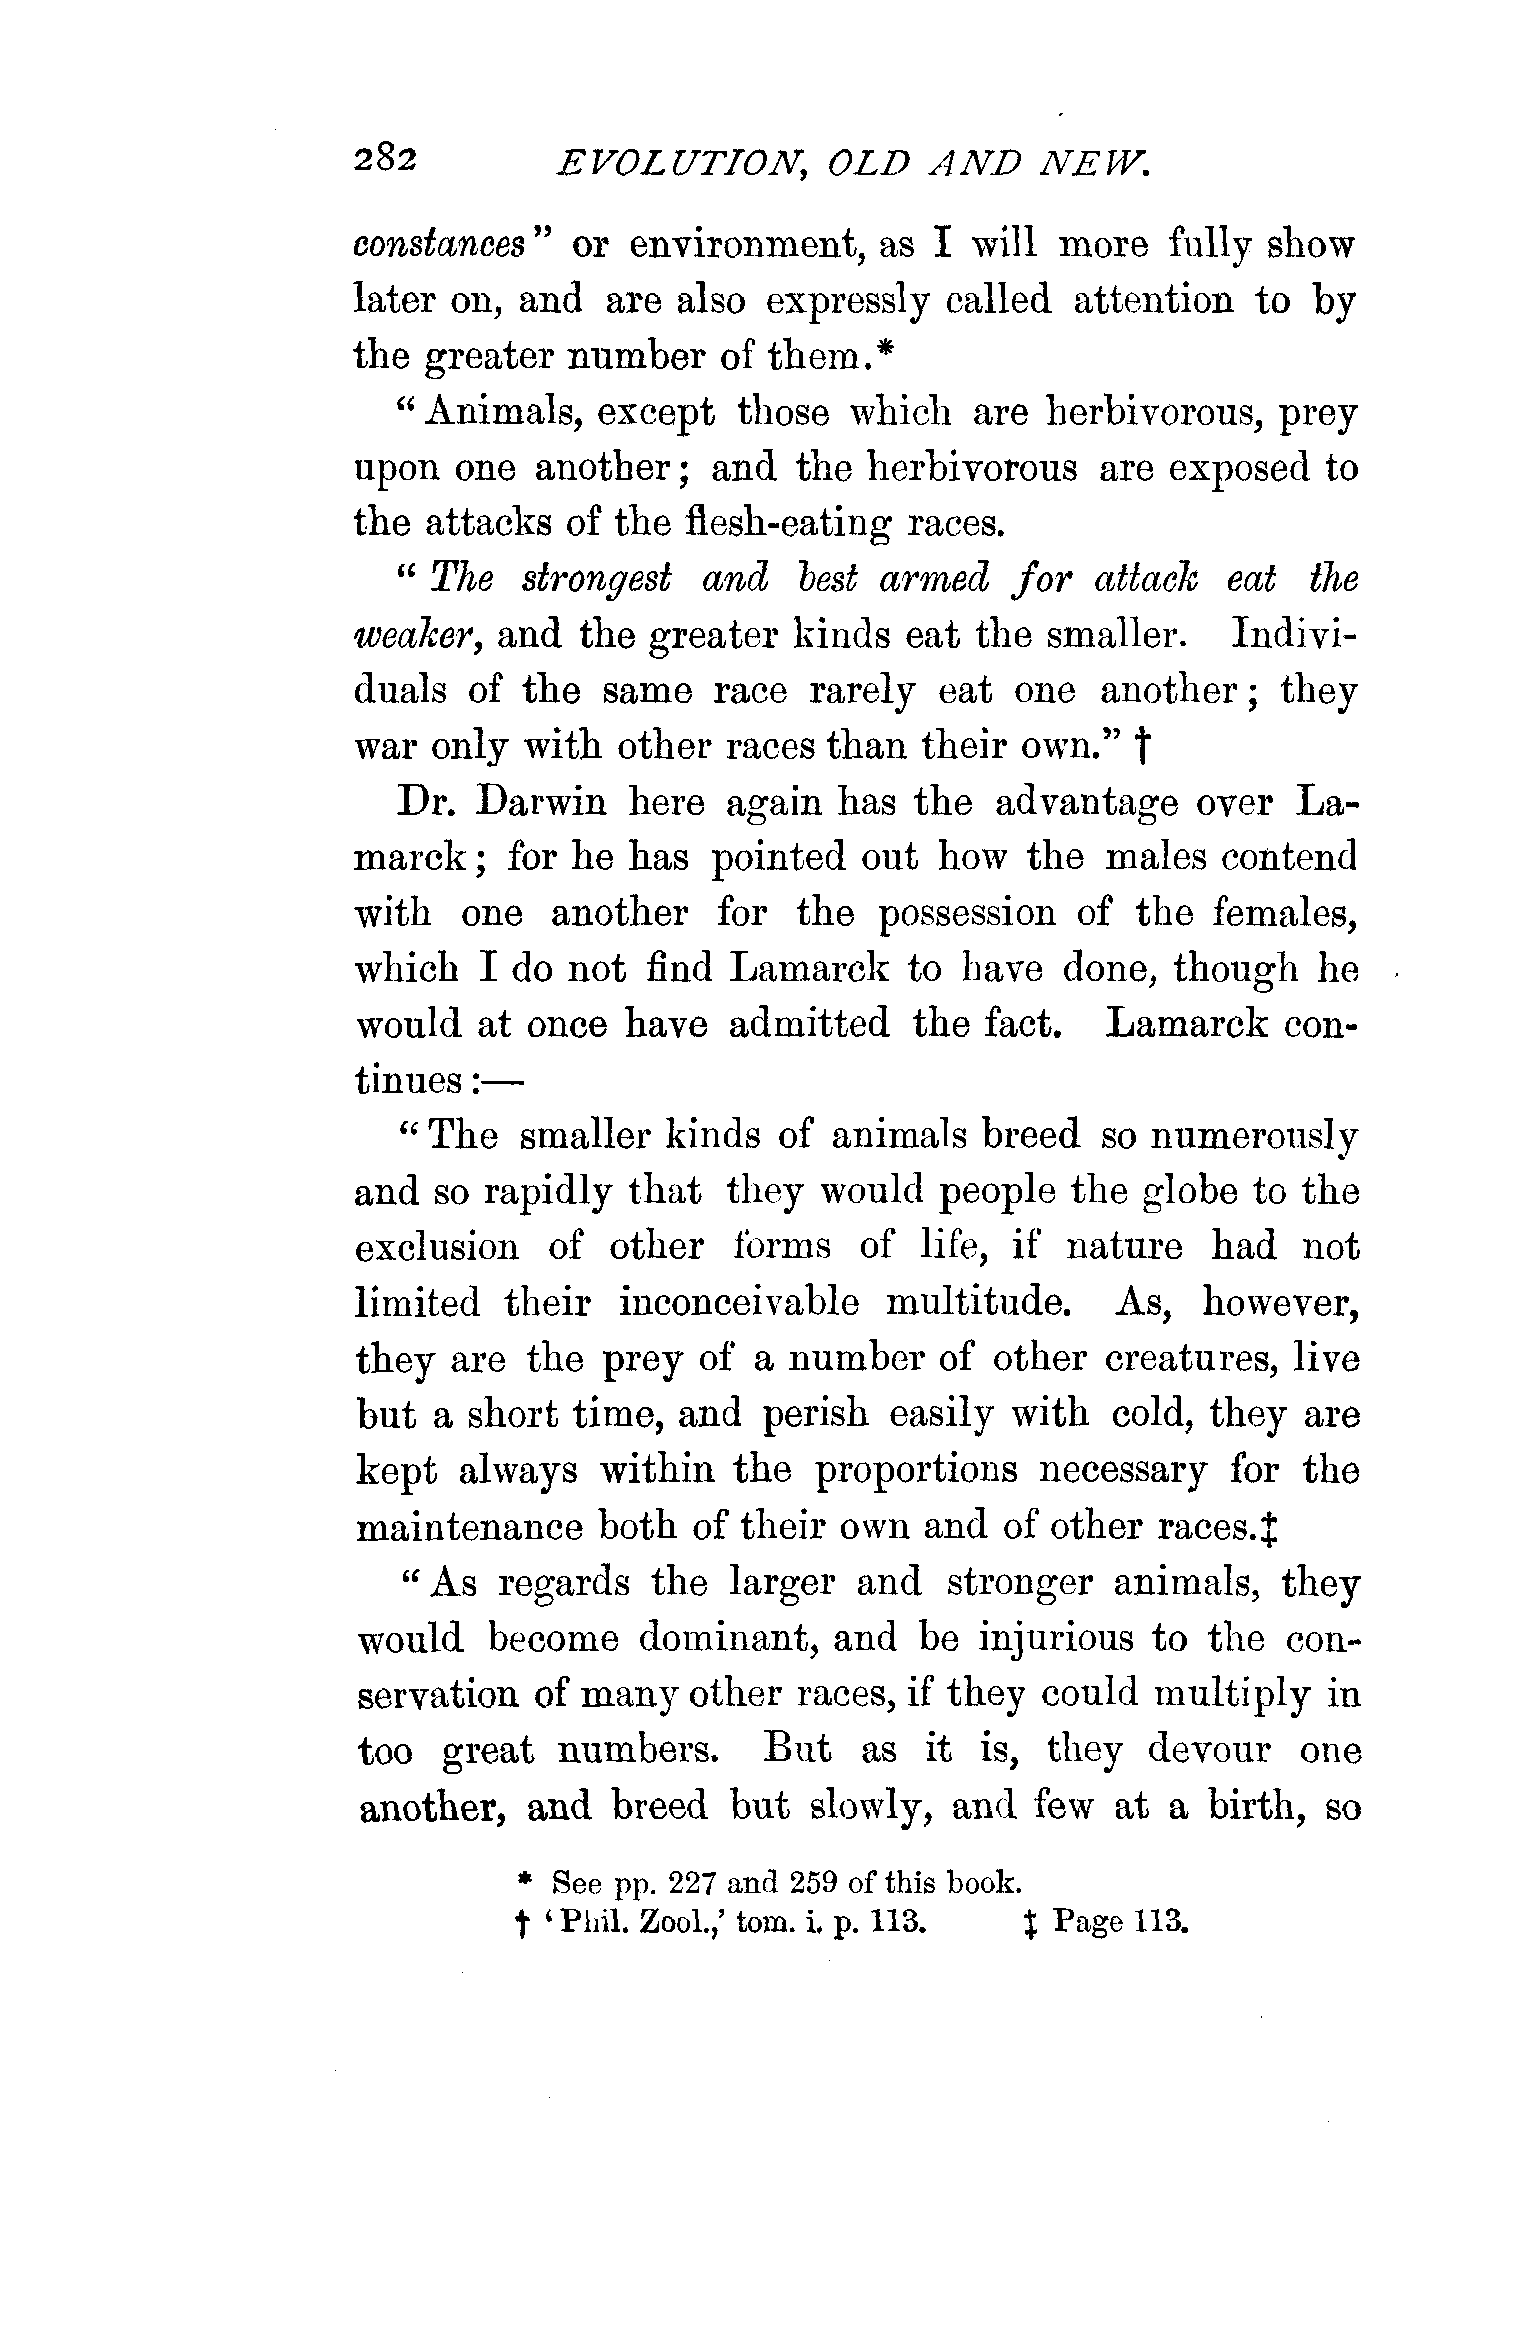 282 EVOLUTION, OLD AND NEW.
constances” or environment, as I will more fully show
later on, and are also expressly called attention to by
the greater number of them.*
“Animals, except those which are herbivorous, prey
upon one another; and the herbivorous are exposed to
the attacks of the flesh-eating races.
“The strongest and best armed for attack eat the
weaker, and the greater kinds eat the smaller. Indivi-
duals of the same race rarely eat one another; they
war only with other races than their own.” †
Dr. Darwin here again has the advantage over La-
marck; for he has pointed out how the males contend
with one another for the possession of the females,
which I do not find Lamarck to have done, though he
would at once have admitted the fact. Lamarck con-
tinues:—
“The smaller kinds of animals breed so numerously
and so rapidly that they would people the globe to the
exclusion of other forms of life, if nature had not
limited their inconceivable multitude. As, however,
they are the prey of a number of other creatures, live
but a short time, and perish easily with cold, they are
kept always within the proportions necessary for the
maintenance both of their own and of other races.‡
“As regards the larger and stronger animals, they
would become dominant, and be injurious to the con-
servation of many other races, if they could multiply in
too great numbers. But as it is, they devour one
another, and breed but slowly, and few at a birth, so
* See pp. 227 and 259 of this book.
† ‘Phil. Zool.,’ tom. i. p. 113. ‡ Page 113.